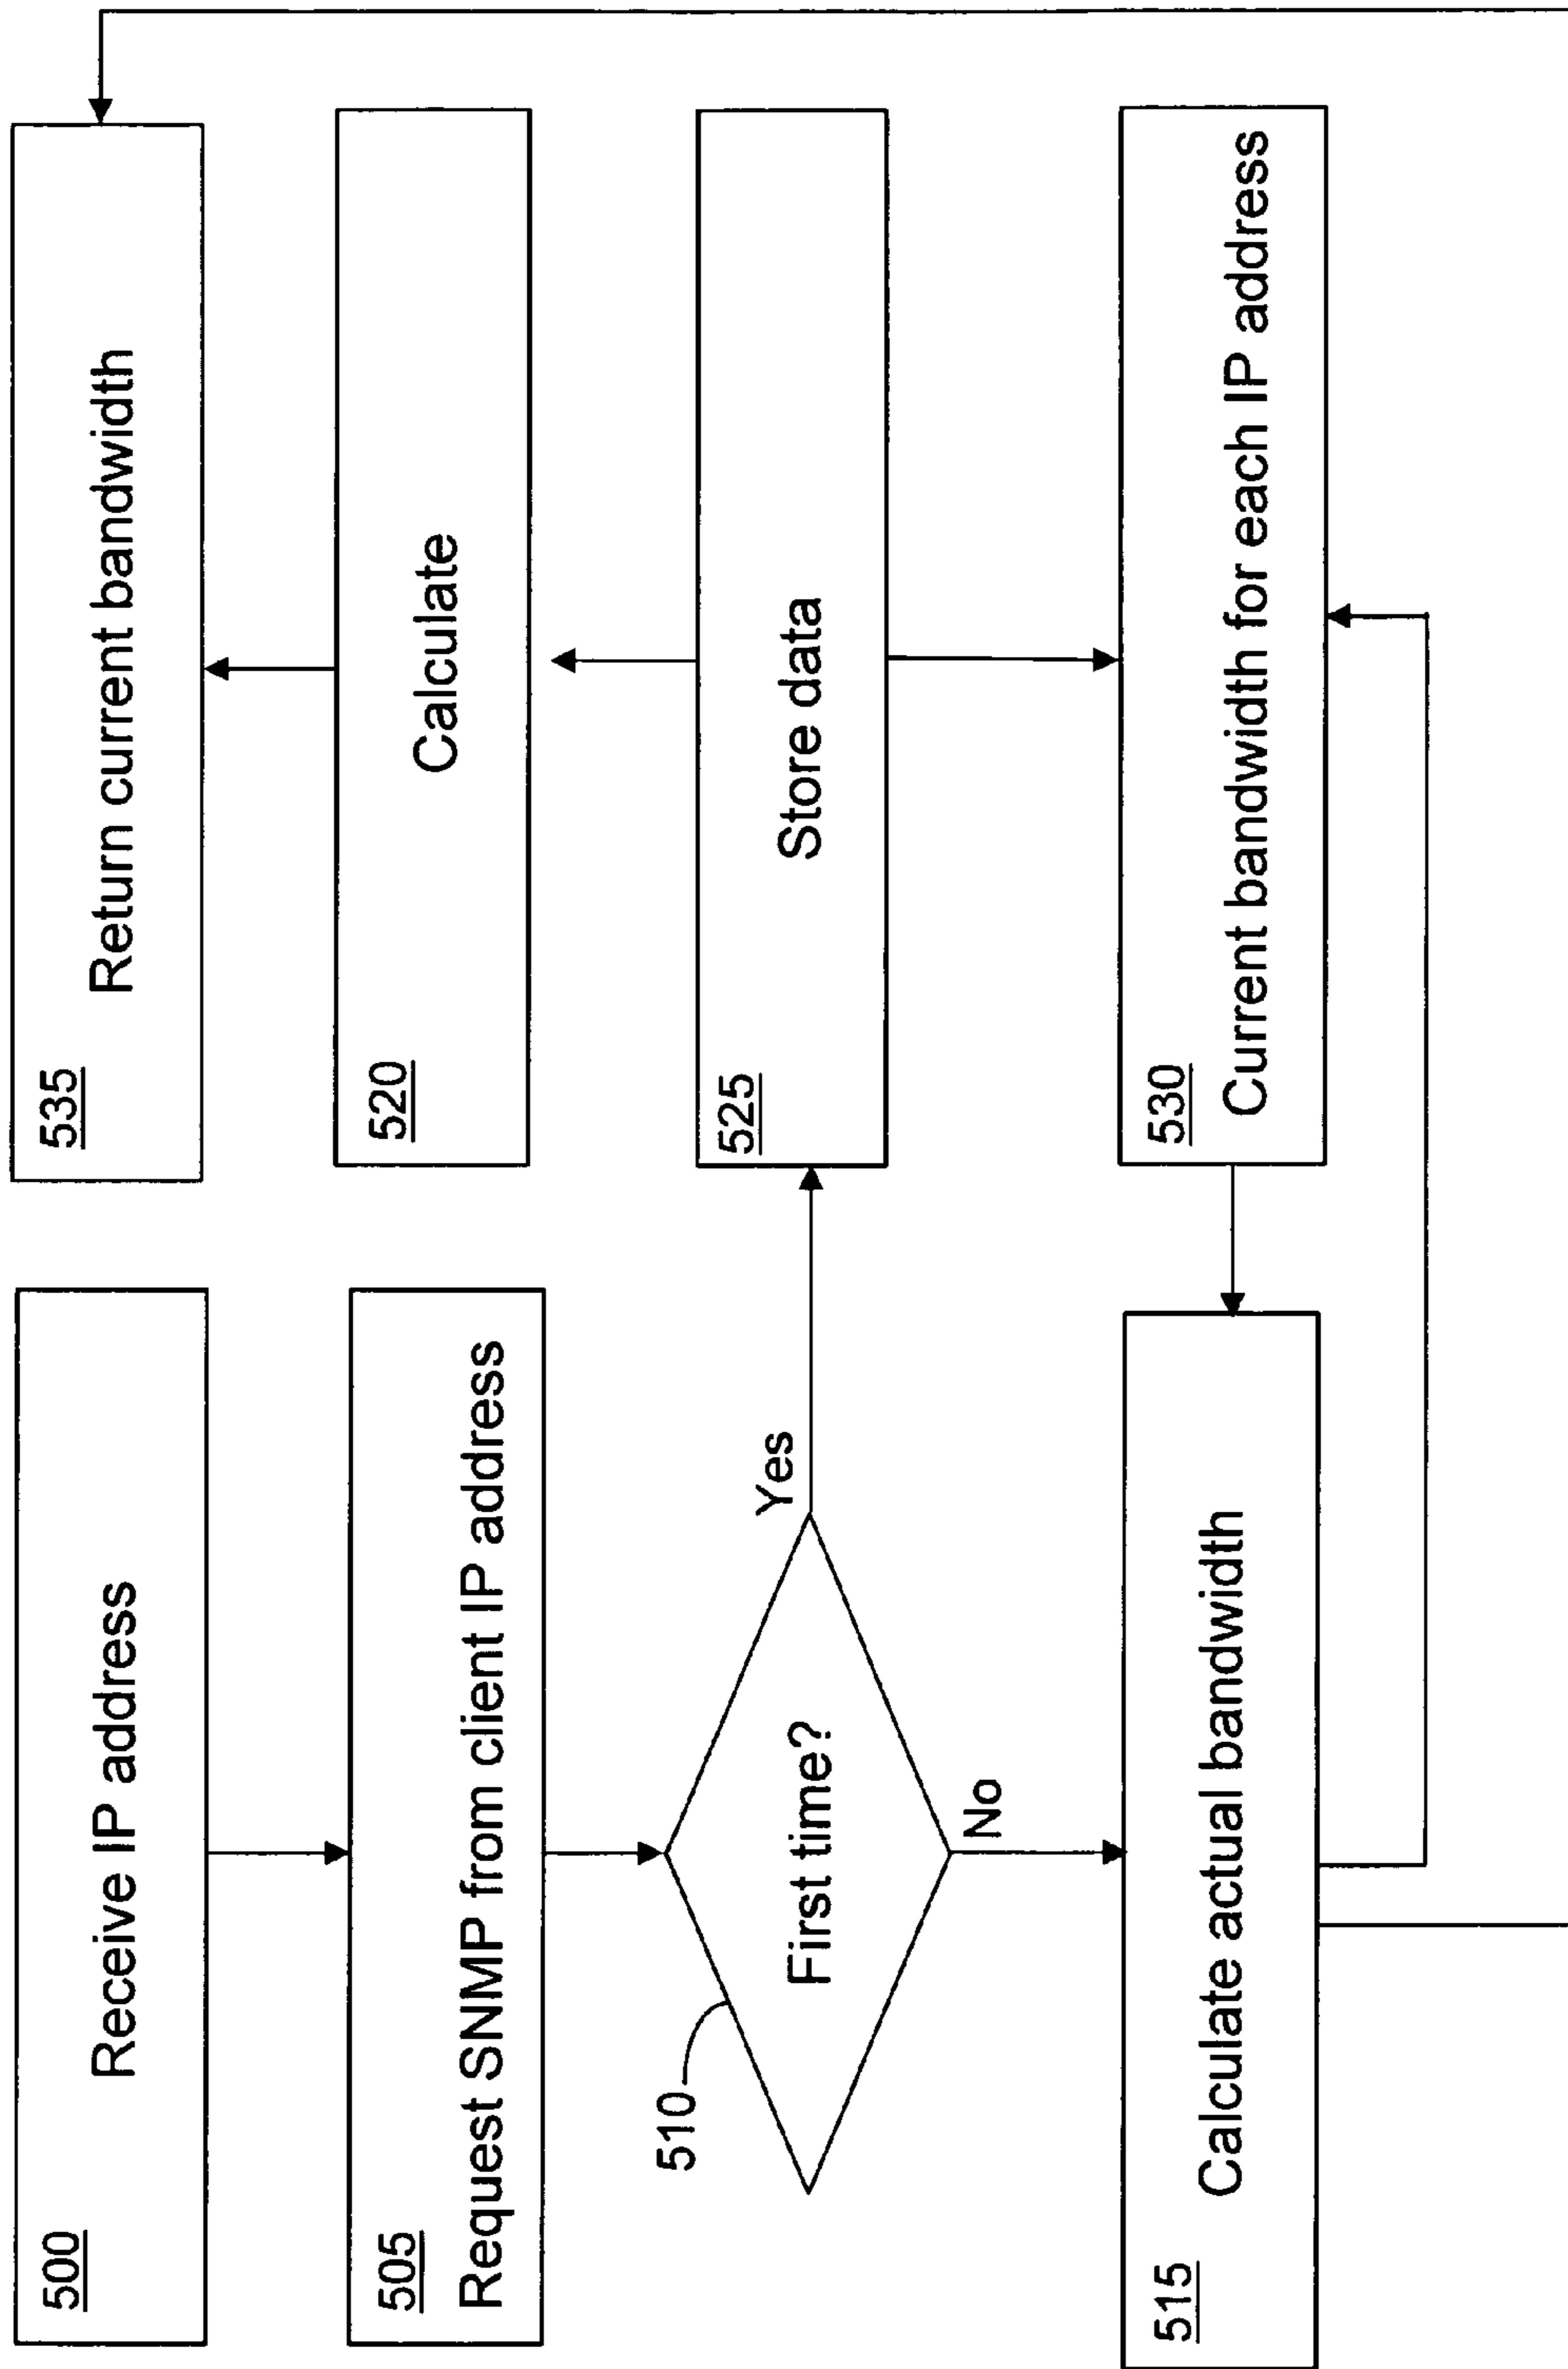 500
Receive IP address
505
Request SNMP from client IP address
510
First time?
Yes
No
515
Calculate actual bandwidth
535
Return current bandwidth
520
Calculate
525
Store data
530
Current bandwidth for each IP address